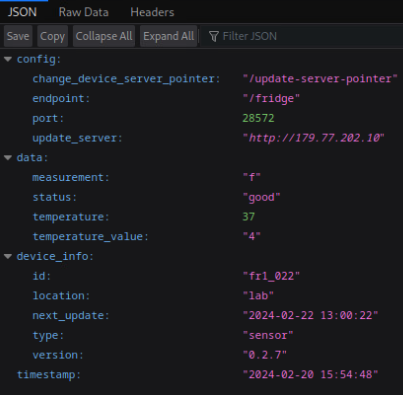 JSON Raw Data Headers
Save Copy Collapse All Expand All Filter JSON
config:
change_device_server_pointer: "/update-server-pointer"
endpoint: "/fridge"
port: 28572
update_server: "http://179.77.202.10"
data:
measurement: "f"
status: "good"
temperature: 37
temperature_value: "4"
device_info:
id: "fr1_022"
location: "lab"
next_update: "2024-02-22 13:00:22"
type: "sensor"
version: "0.2.7"
timestamp: "2024-02-20 15:54:48"